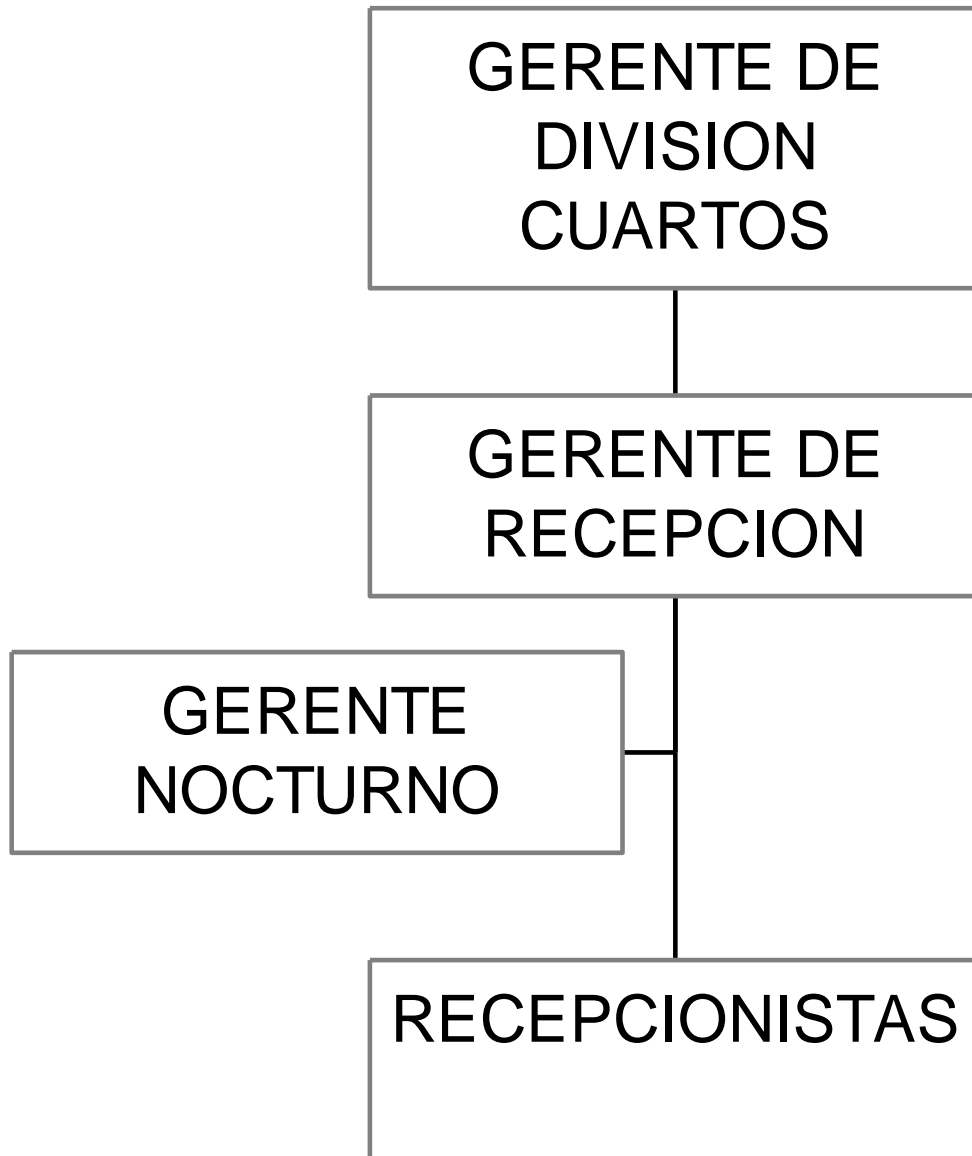 GERENTE DE
DIVISION
CUARTOS
GERENTE DE
RECEPCION
GERENTE
NOCTURNO
RECEPCIONISTAS